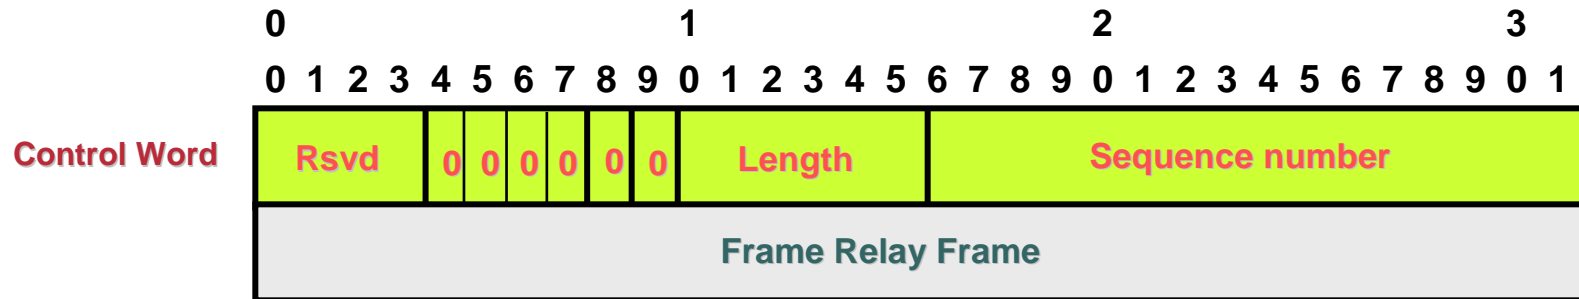 0 1 2 3
0 1 2 3 4 5 6 7 8 9 0 1 2 3 4 5 6 7 8 9 0 1 2 3 4 5 6 7 8 9 0 1
Control Word Rsvd 0 0 0 0 0 0 Length Sequence number
Frame Relay Frame